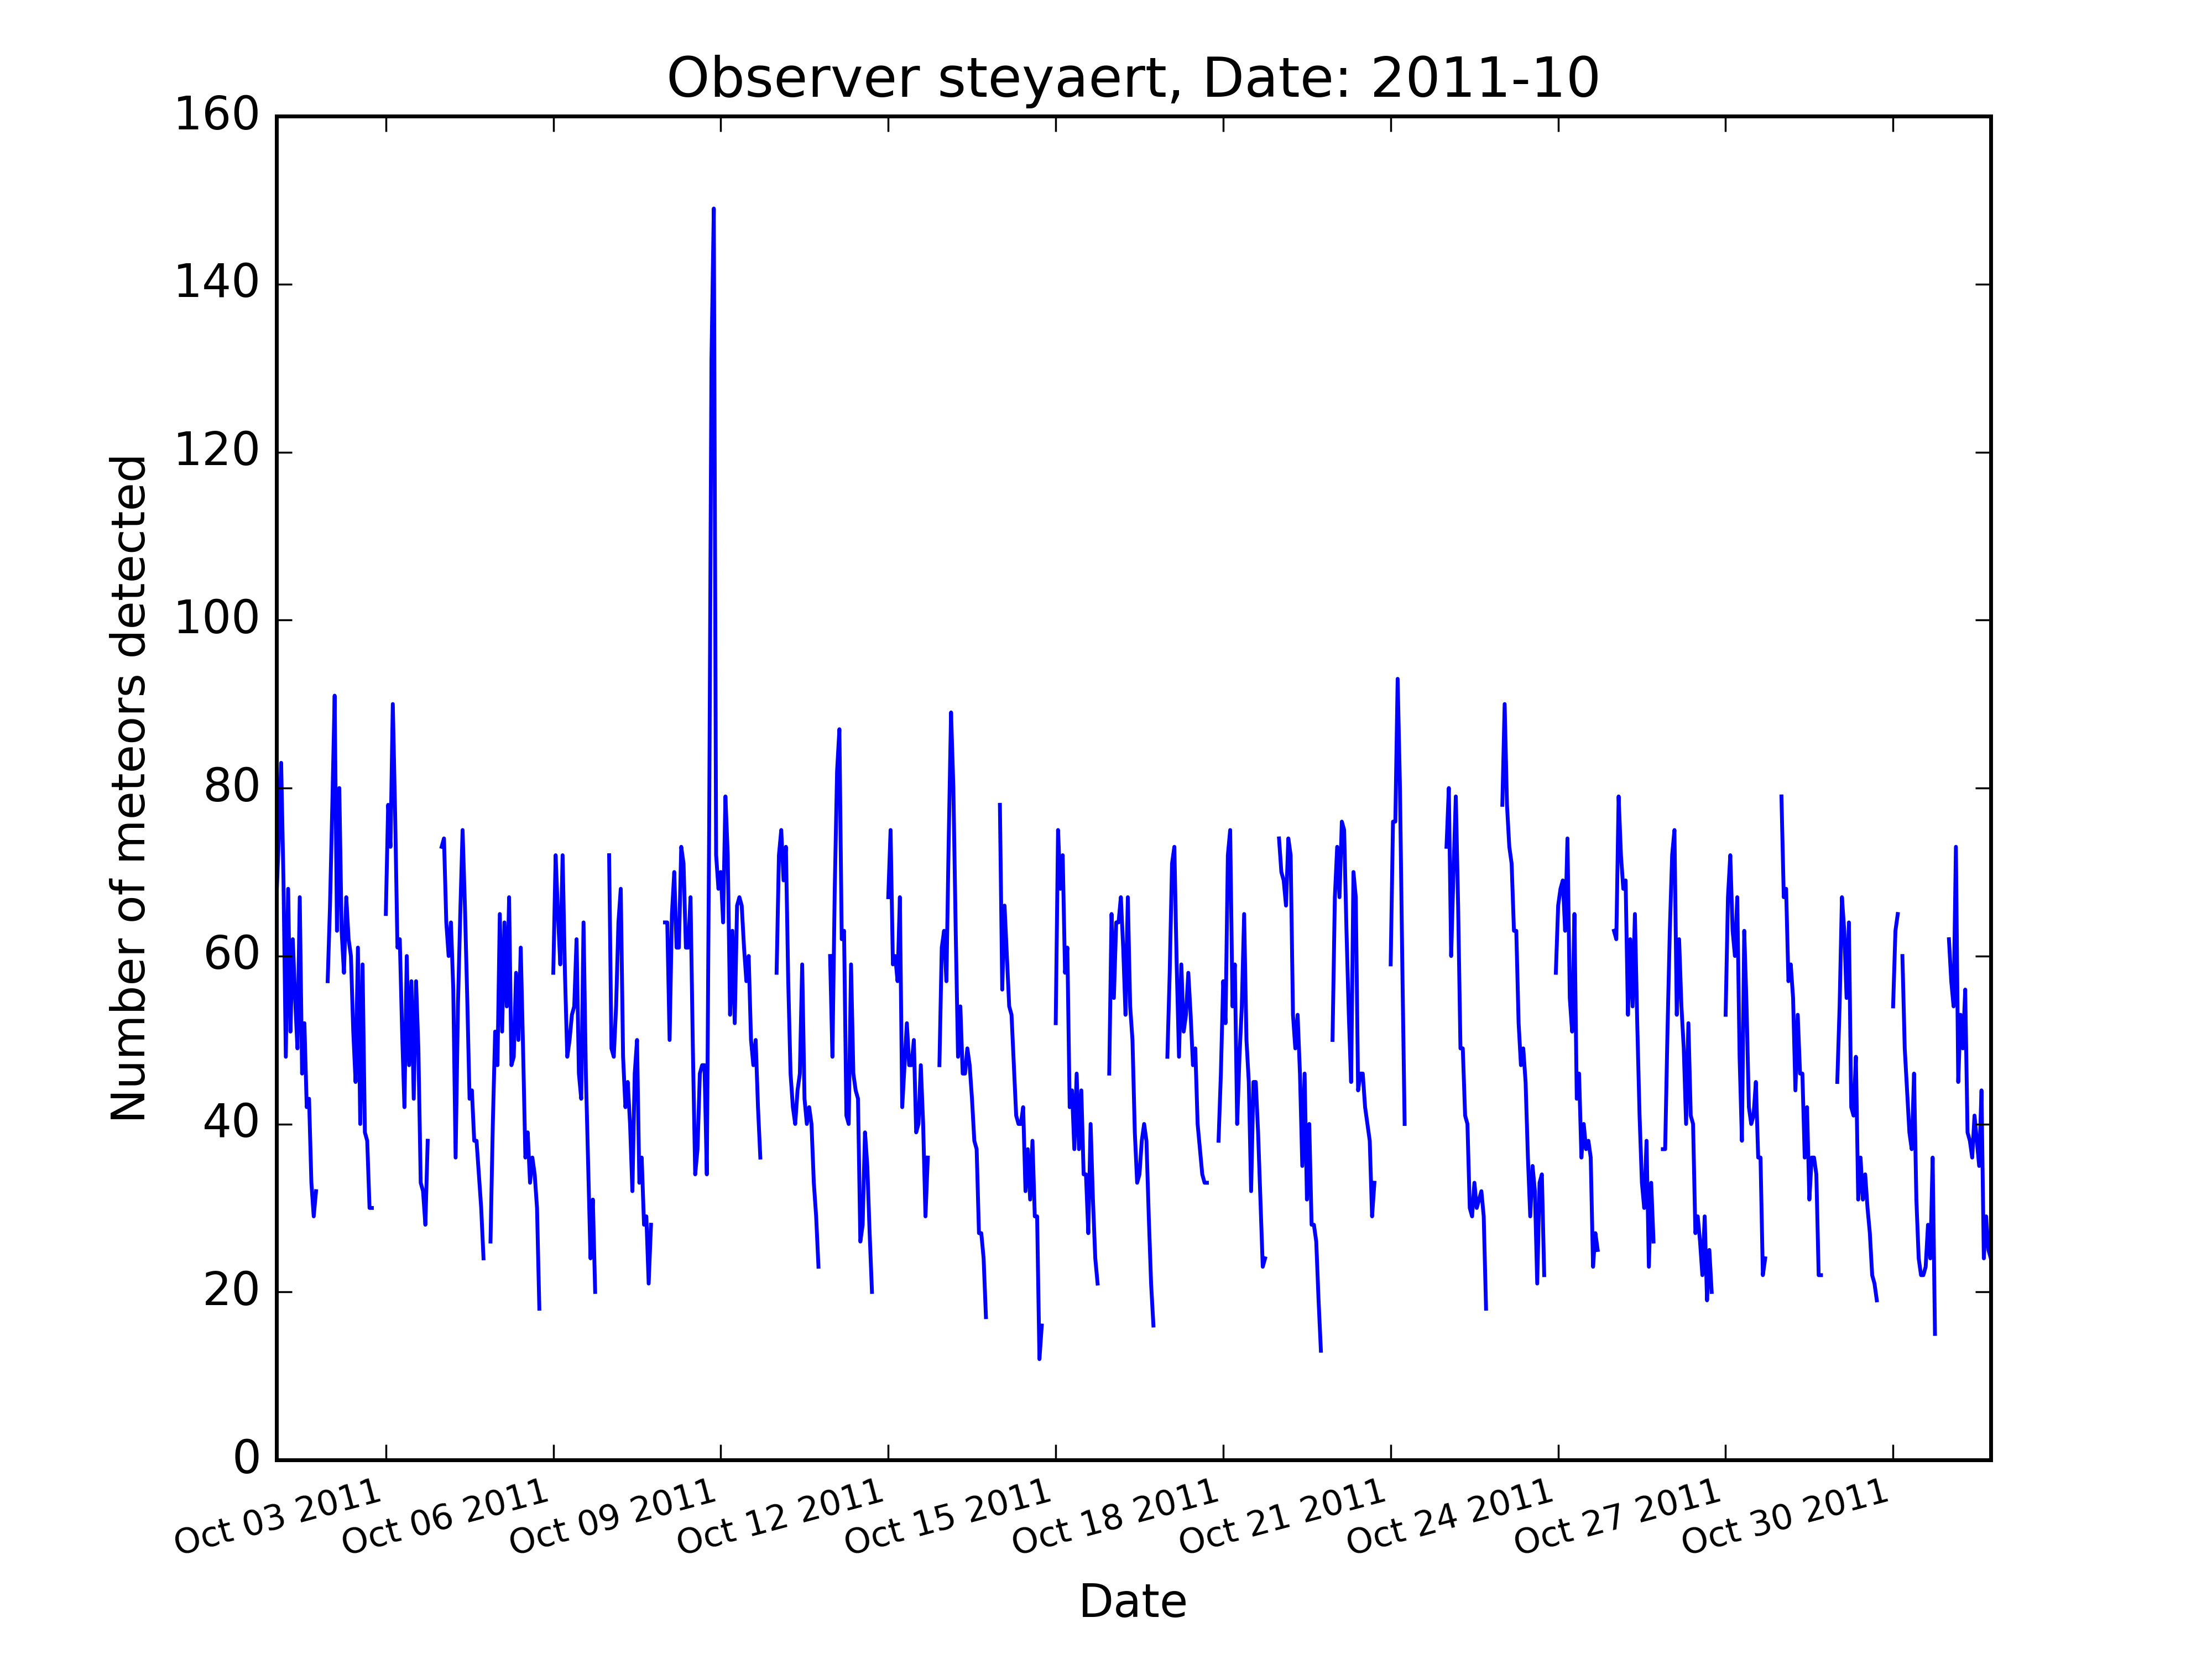 Observer steyaert, Date: 2011-10
160
140
120
100
80
60
40
20
0
Number of meteors detected
Oct 03 2011
Oct 06 2011
Oct 09 2011
Oct 12 2011
Oct 15 2011
Oct 18 2011
Oct 21 2011
Oct 24 2011
Oct 27 2011
Oct 30 2011
Date